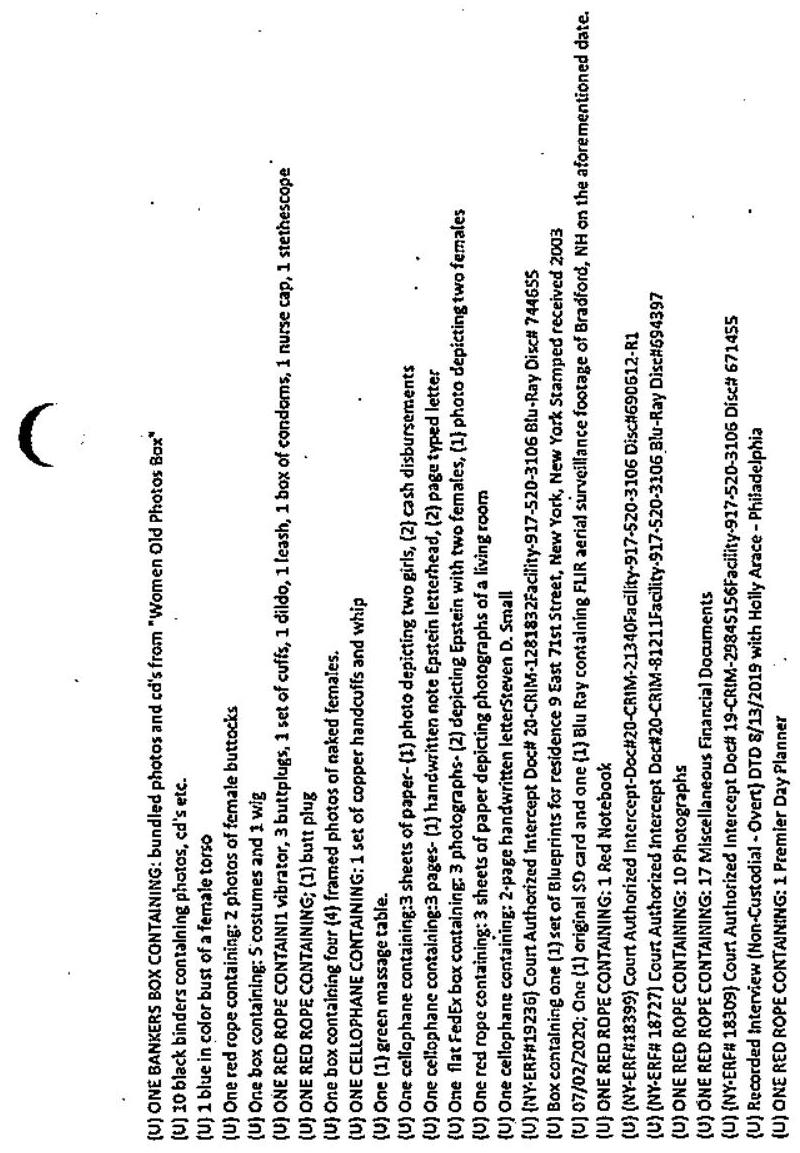 (U) ONE BANKERS BOX CONTAINING: bundled photos and cd's from "Women Old Photos Box"
(U) 10 black binders containing photos, cd's etc.
(U) 1 blue in color bust of a female torso
(U) One red rope containing: 2 photos of female buttocks
(U) One box containing: 5 costumes and 1 wig
(U) ONE RED ROPE CONTAINI1 vibrator, 3 buttplugs, 1 set of cuffs, 1 dildo, 1 leash, 1 box of condoms, 1 nurse cap, 1 stethescope
(U) ONE RED ROPE CONTAINING; (1) butt plug
(U) One box containing four (4) framed photos of naked females.
(U) ONE CELLOPHANE CONTAINING: 1 set of copper handcuffs and whip
(U) One (1) green massage table.
(U) One cellophane containing:3 sheets of paper- (1) photo depicting two girls, (2) cash disbursements
(U) One cellophane containing:3 pages- (1) handwritten note Epstein letterhead, (2) page typed letter
(U) One flat FedEx box containing: 3 photographs- (2) depicting Epstein with two females, (1) photo depicting two females
(U) One red rope containing: 3 sheets of paper depicting photographs of a living room
(U) One cellophane containing: 2-page handwritten letterSteven D. Small
(U) (NY-ERF#19236) Court Authorized Intercept Doc# 20-CRIM-1281832Facility-917-520-3106 Blu-Ray Disc# 744655
(U) Box containing one (1) set of Blueprints for residence 9 East 71st Street, New York, New York Stamped received 2003
(U) 07/02/2020; One (1) original SD card and one (1) Blu Ray containing FLIR aerial surveillance footage of Bradford, NH on the aforementioned date.
(U) ONE RED ROPE CONTAINING: 1 Red Notebook
(U) (NY-ERF#18399) Court Authorized Intercept-Doc#20-CRIM-21340Facility-917-520-3106 Disc#690612-R1
(U) (NY-ERF# 18727) Court Authorized Intercept Doc#20-CRIM-81211Facility-917-520-3106 Blu-Ray Disc#694397
(U) ONE RED ROPE CONTAINING: 10 Photographs
(U) ONE RED ROPE CONTAINING: 17 Miscellaneous Financial Documents
(U) (NY-ERF# 18309) Court Authorized Intercept Doc# 19-CRIM-29845156Facility-917-520-3106 Disc# 671455
(U) Recorded Interview (Non-Custodial - Overt) DTD 8/13/2019 with Holly Arace - Philadelphia
(U) ONE RED ROPE CONTAINING: 1 Premier Day Planner